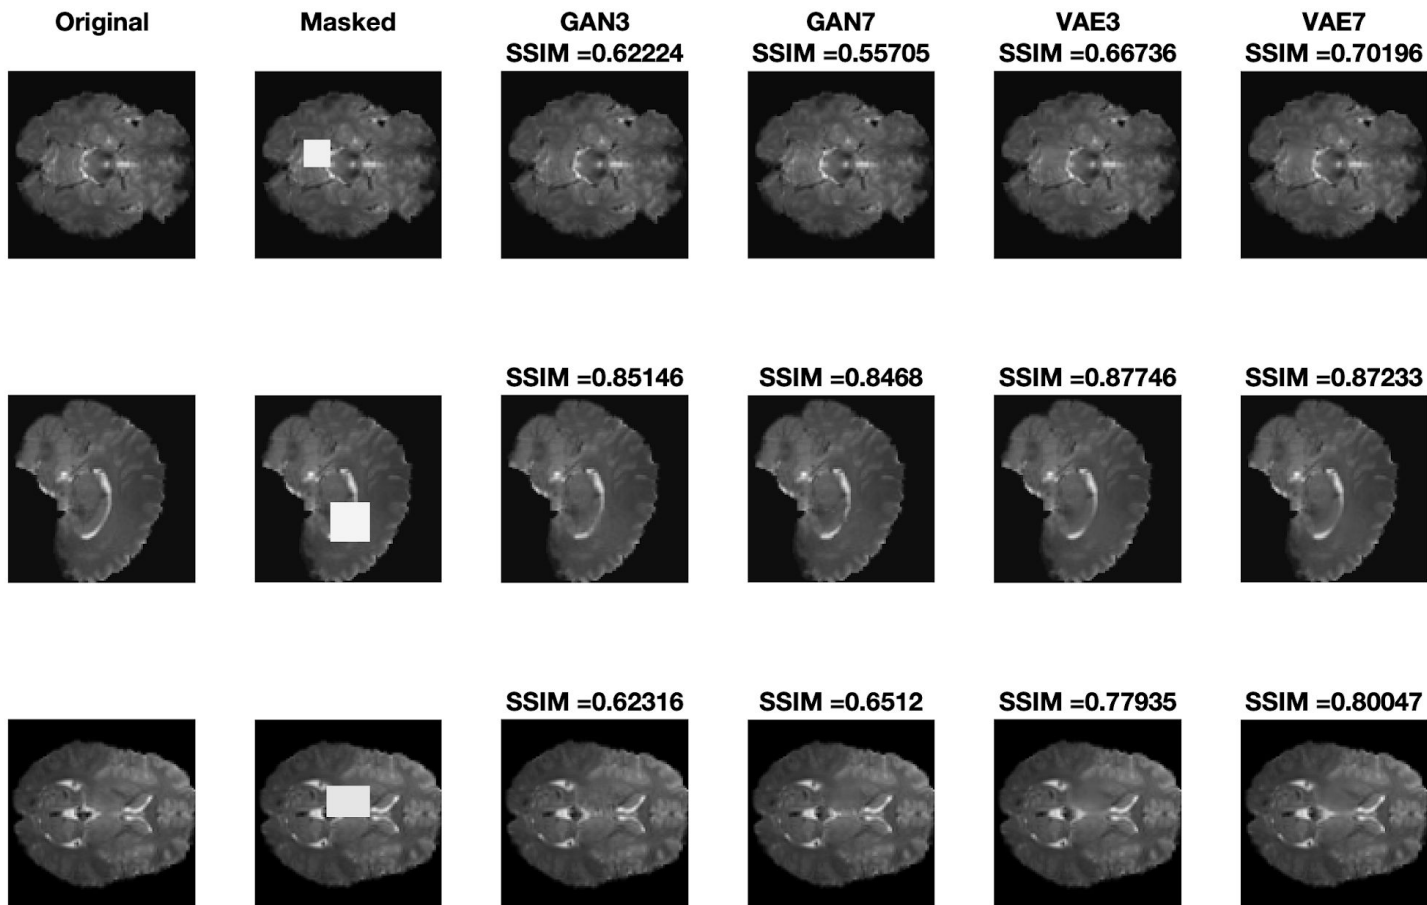 Original Masked GAN3 GAN7 VAE3 VAE7
SSIM =0.62224 SSIM =0.55705 SSIM =0.66736 SSIM =0.70196
SSIM =0.85146 SSIM =0.8468 SSIM =0.87746 SSIM =0.87233
SSIM =0.62316 SSIM =0.6512 SSIM =0.77935 SSIM =0.80047